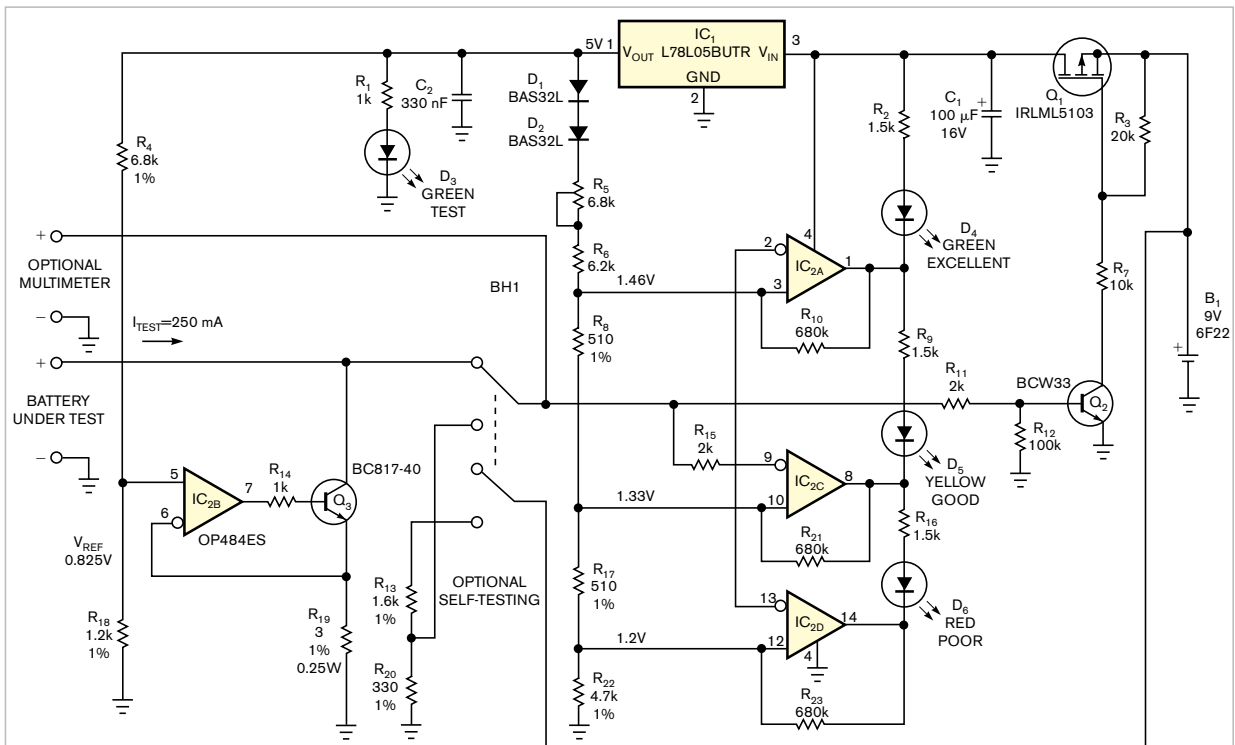 IC1
5V 1 VOUT L78L05BUTR VIN 3
GND
2
R1
1k
C2
330 nF
D1
BAS32L
D2
BAS32L
R2
1.5k
C1
100 µF
16V
+
Q1
IRLML5103
R3
20k
R4
6.8k
1%
D3
GREEN
TEST
R5
6.8k
D4
GREEN
EXCELLENT
+
OPTIONAL
MULTIMETER
−
R6
6.2k
1.46V
2
3
4
IC2A
1
R7
10k
BH1
ITEST=250 mA
R8
510
1%
R10
680k
R9
1.5k
B1
9V
6F22
+
+
BATTERY
UNDER TEST
−
R11
2k
BCW33
Q2
R12
100k
R15
2k
D5
YELLOW
GOOD
5
6
IC2B
7
OP484ES
R14
1k
BC817-40
Q3
1.33V
9
10
IC2C
8
R16
1.5k
R21
680k
VREF
0.825V
R13
1.6k
1%
OPTIONAL
SELF-TESTING
R17
510
1%
D6
RED
POOR
13
12
IC2D
14
4
1.2V
R18
1.2k
1%
R19
3
1%
0.25W
R20
330
1%
R22
4.7k
1%
R23
680k